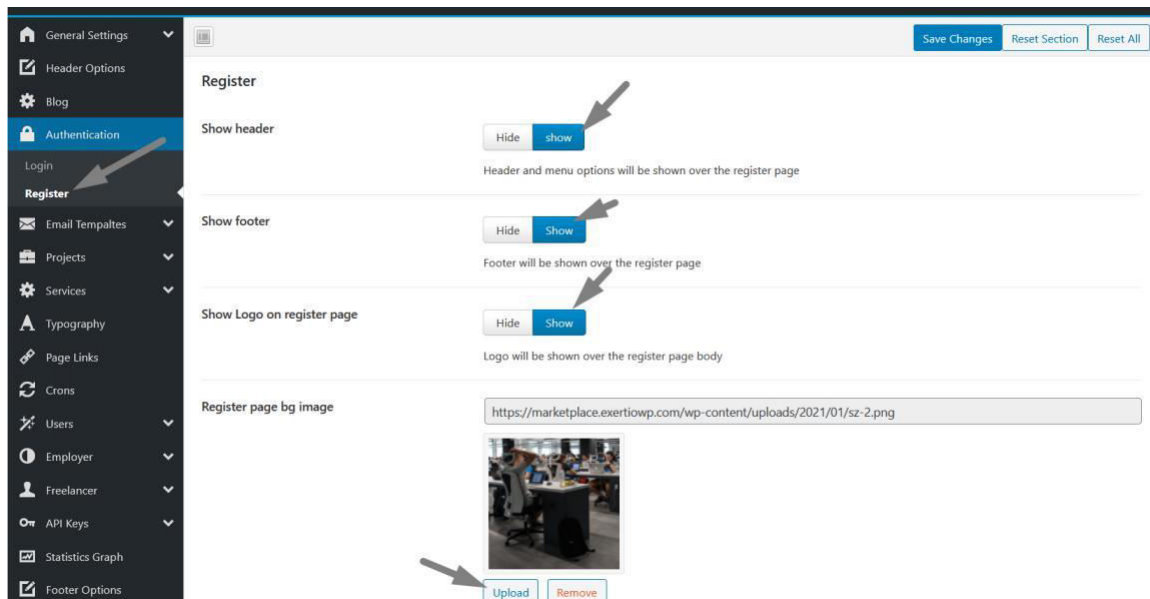 General Settings
Header Options
Blog
Authentication
Login
Register
Email Tempaltes
Projects
Services
Typography
Page Links
Crons
Users
Employer
Freelancer
API Keys
Statistics Graph
Footer Options
Save Changes Reset Section Reset All
Register
Show header
Hide show
Header and menu options will be shown over the register page
Show footer
Hide Show
Footer will be shown over the register page
Show Logo on register page
Hide Show
Logo will be shown over the register page body
Register page bg image
https://marketplace.exertiowp.com/wp-content/uploads/2021/01/sz-2.png
Upload Remove